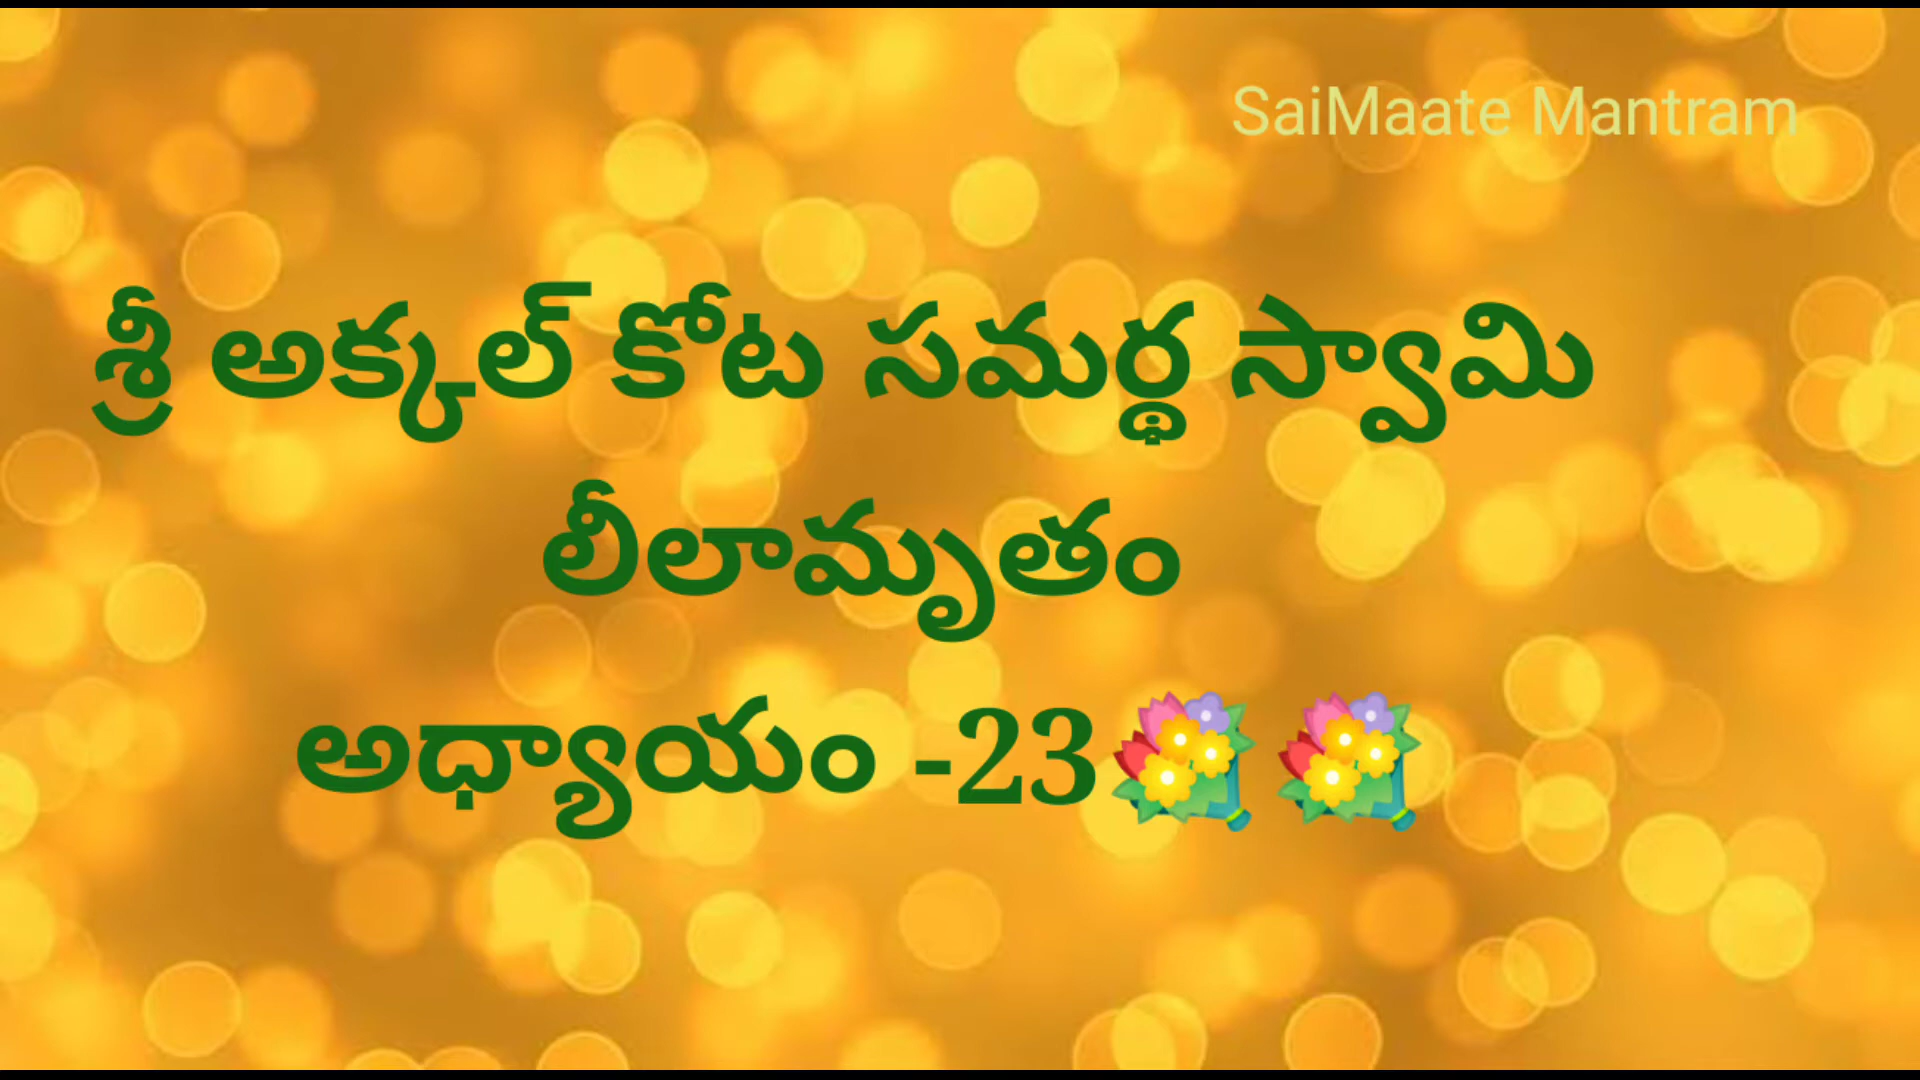 SaiMaate Mantram
శ్రీ అక్కల్ కోట సమర్థ స్వామి
లీలామృతం
అధ్యాయం -23💐 💐